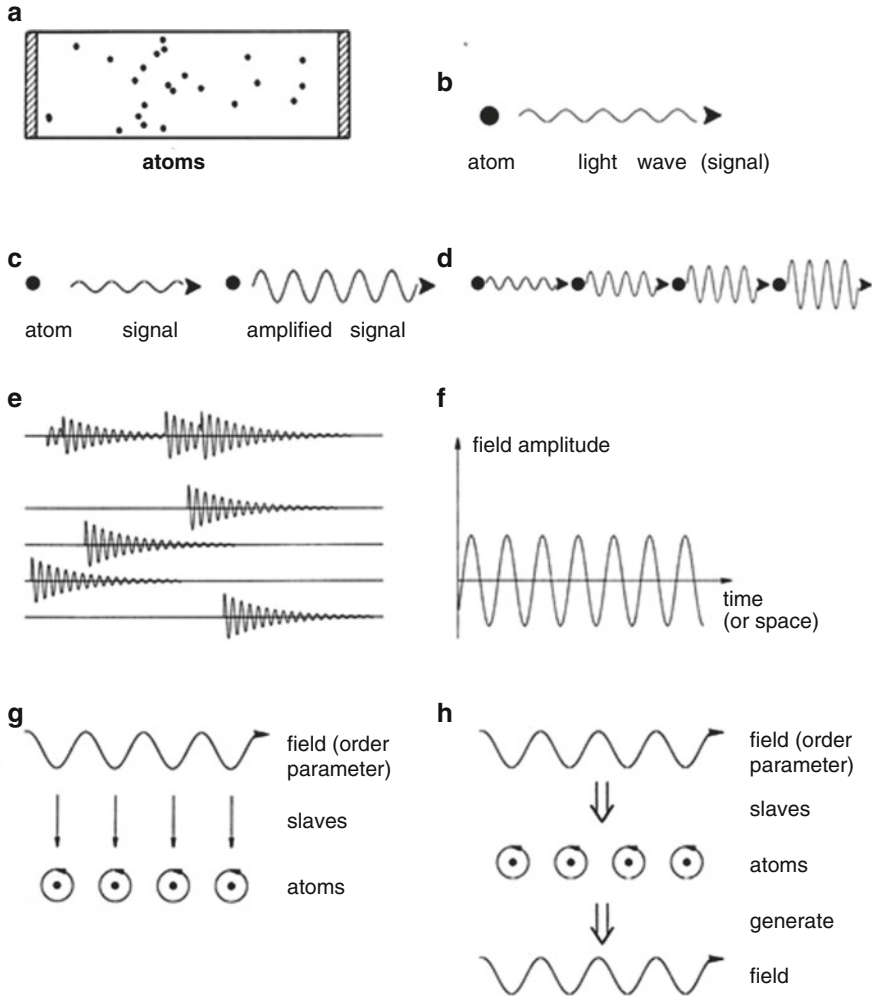 a
atoms
b
atom light wave (signal)
c
atom signal amplified signal
d
e
f
field amplitude
time
(or space)
g
field (order
parameter)
slaves
atoms
h
field (order
parameter)
slaves
atoms
generate
field